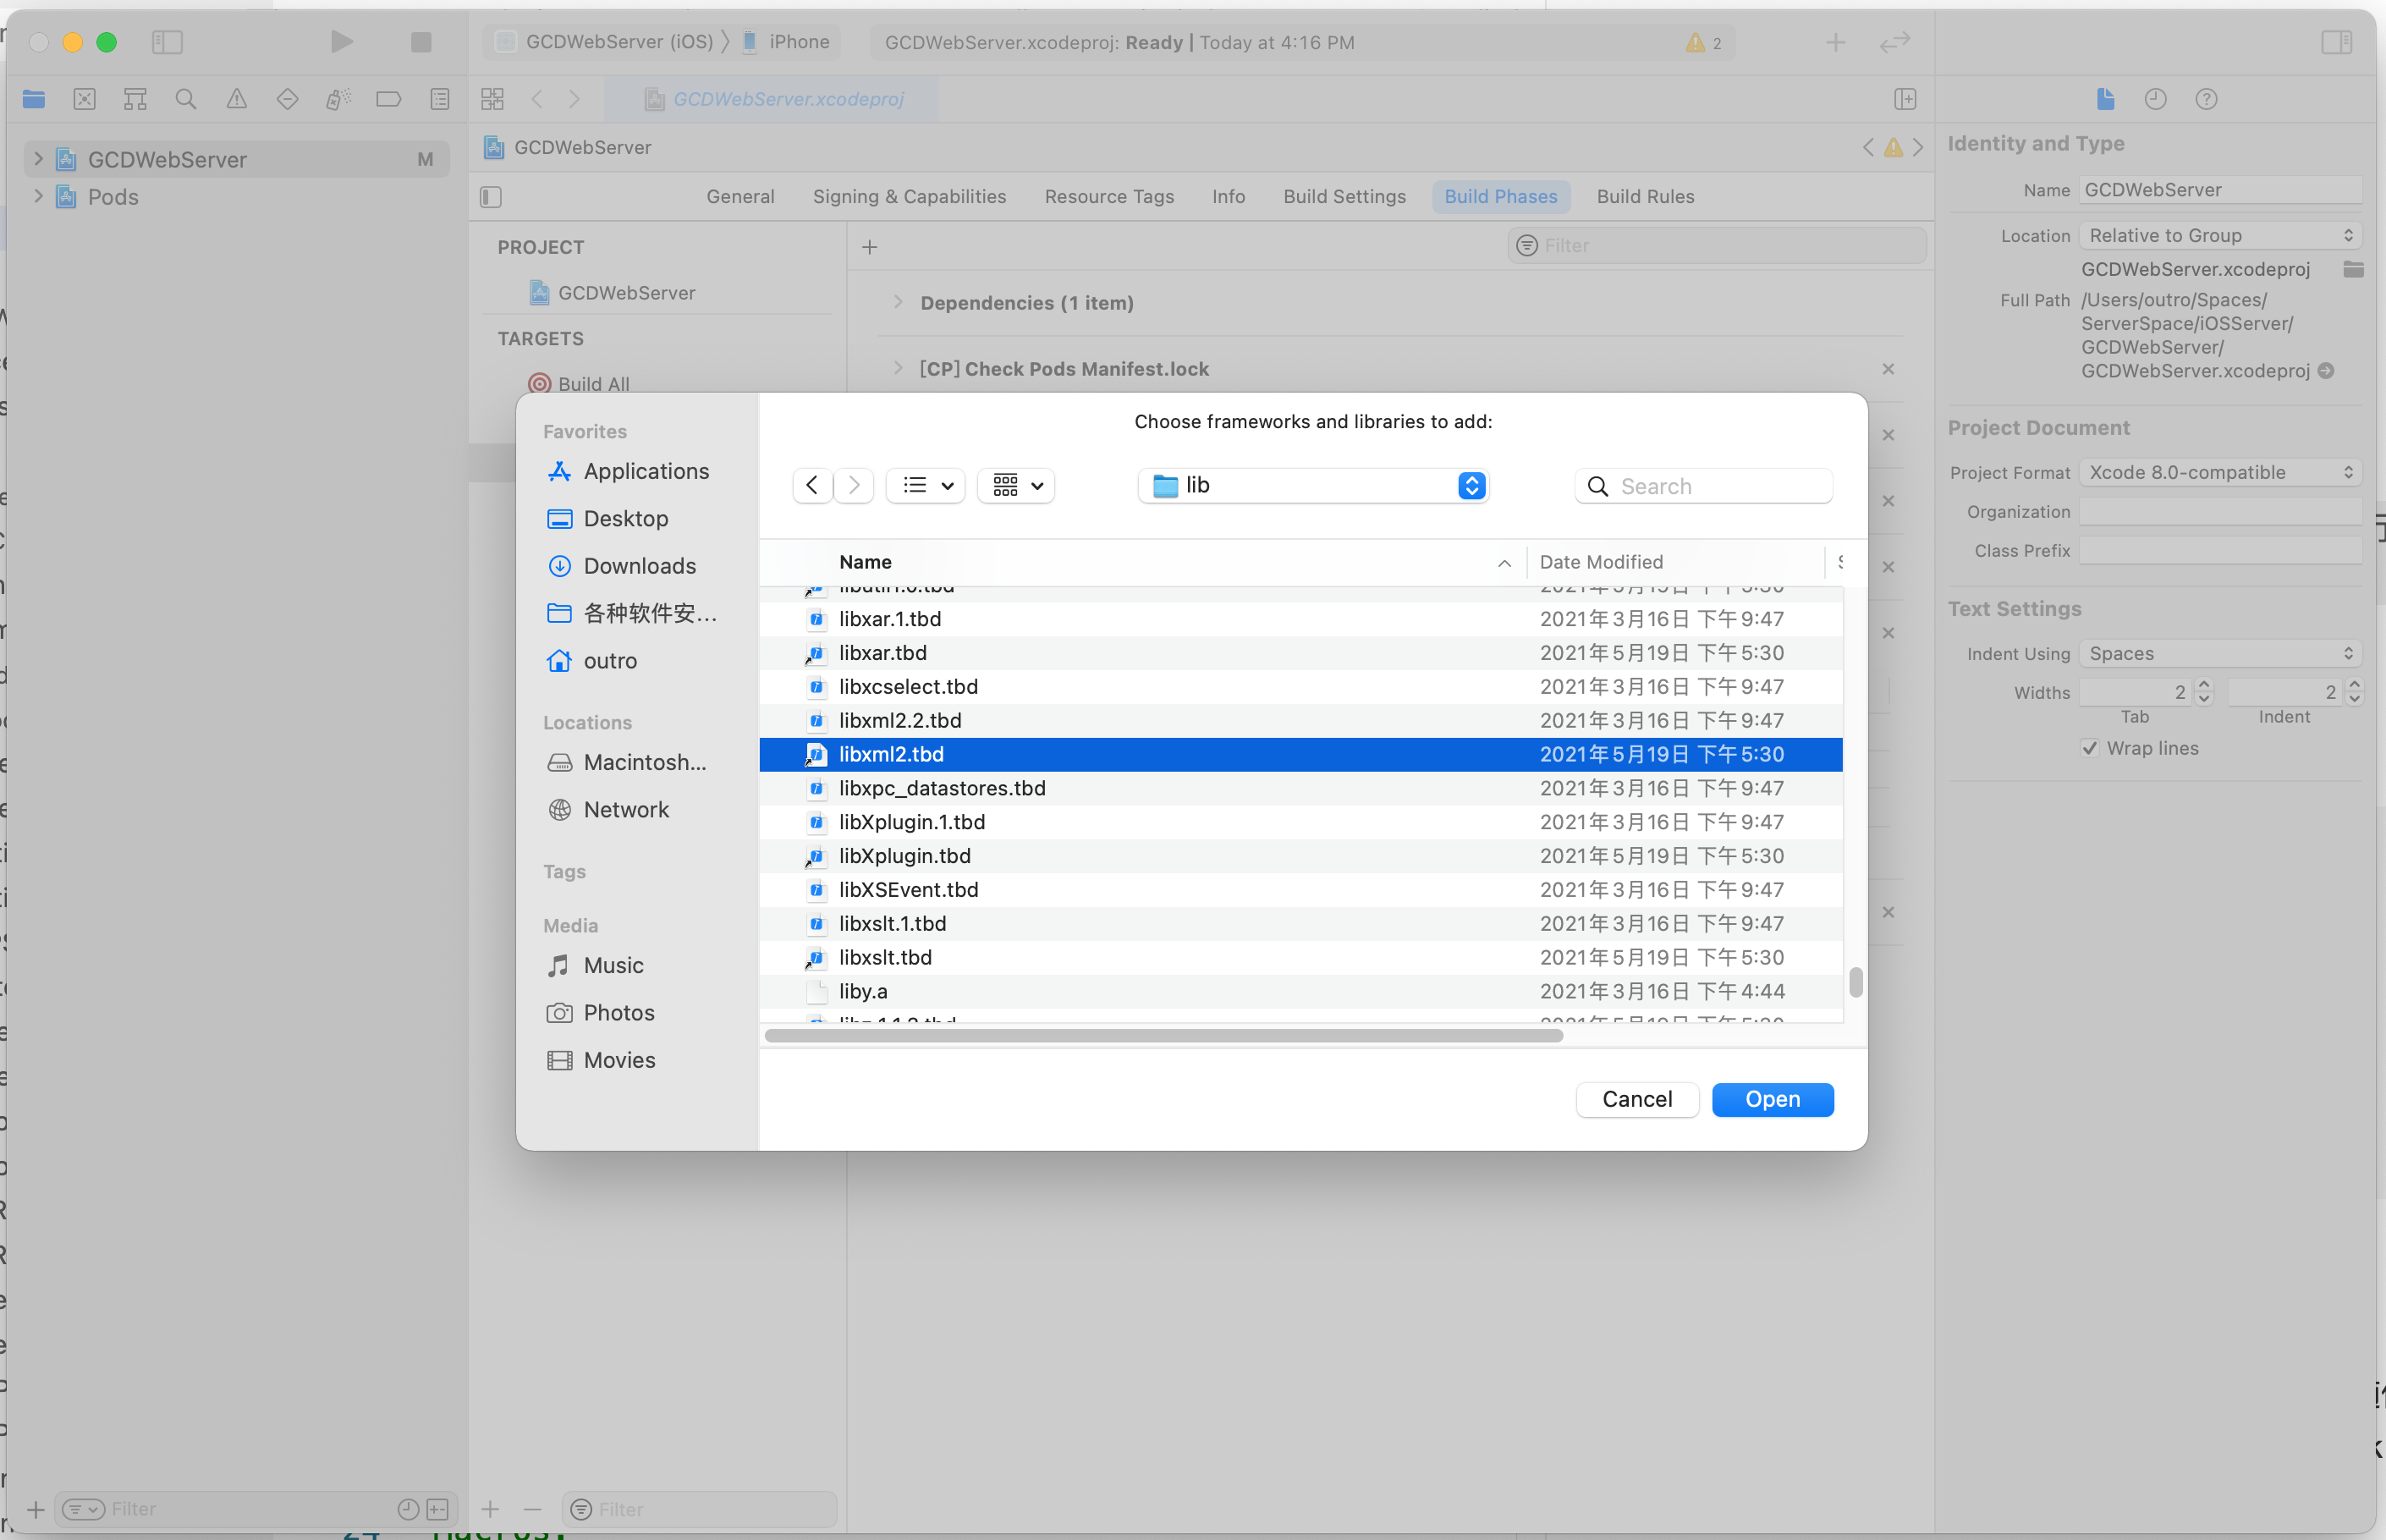 GCDWebServer (iOS) 〉 iPhone
GCDWebServer.xcodeproj: Ready | Today at 4:16 PM
2
GCDWebServer.xcodeproj
GCDWebServer M
Pods
GCDWebServer
General Signing & Capabilities Resource Tags Info Build Settings Build Phases Build Rules
PROJECT
GCDWebServer
TARGETS
Build All
Filter
Dependencies (1 item)
[CP] Check Pods Manifest.lock
Favorites
Applications
Desktop
Downloads
各种软件安...
outro
Locations
Macintosh...
Network
Tags
Media
Music
Photos
Movies
Choose frameworks and libraries to add:
lib
Search
Name Date Modified
libxar.1.tbd 2021年3月16日 下午9:47
libxar.tbd 2021年5月19日 下午5:30
libxcselect.tbd 2021年3月16日 下午9:47
libxml2.2.tbd 2021年3月16日 下午9:47
libxml2.tbd 2021年5月19日 下午5:30
libxpc_datastores.tbd 2021年3月16日 下午9:47
libXplugin.1.tbd 2021年3月16日 下午9:47
libXplugin.tbd 2021年5月19日 下午5:30
libXSEvent.tbd 2021年3月16日 下午9:47
libxslt.1.tbd 2021年3月16日 下午9:47
libxslt.tbd 2021年5月19日 下午5:30
liby.a 2021年3月16日 下午4:44
Cancel Open
Identity and Type
Name GCDWebServer
Location Relative to Group
GCDWebServer.xcodeproj
Full Path /Users/outro/Spaces/
ServerSpace/iOSServer/
GCDWebServer/
GCDWebServer.xcodeproj
Project Document
Project Format Xcode 8.0-compatible
Organization
Class Prefix
Text Settings
Indent Using Spaces
Widths 2 2
Tab Indent
Wrap lines
Filter
Filter